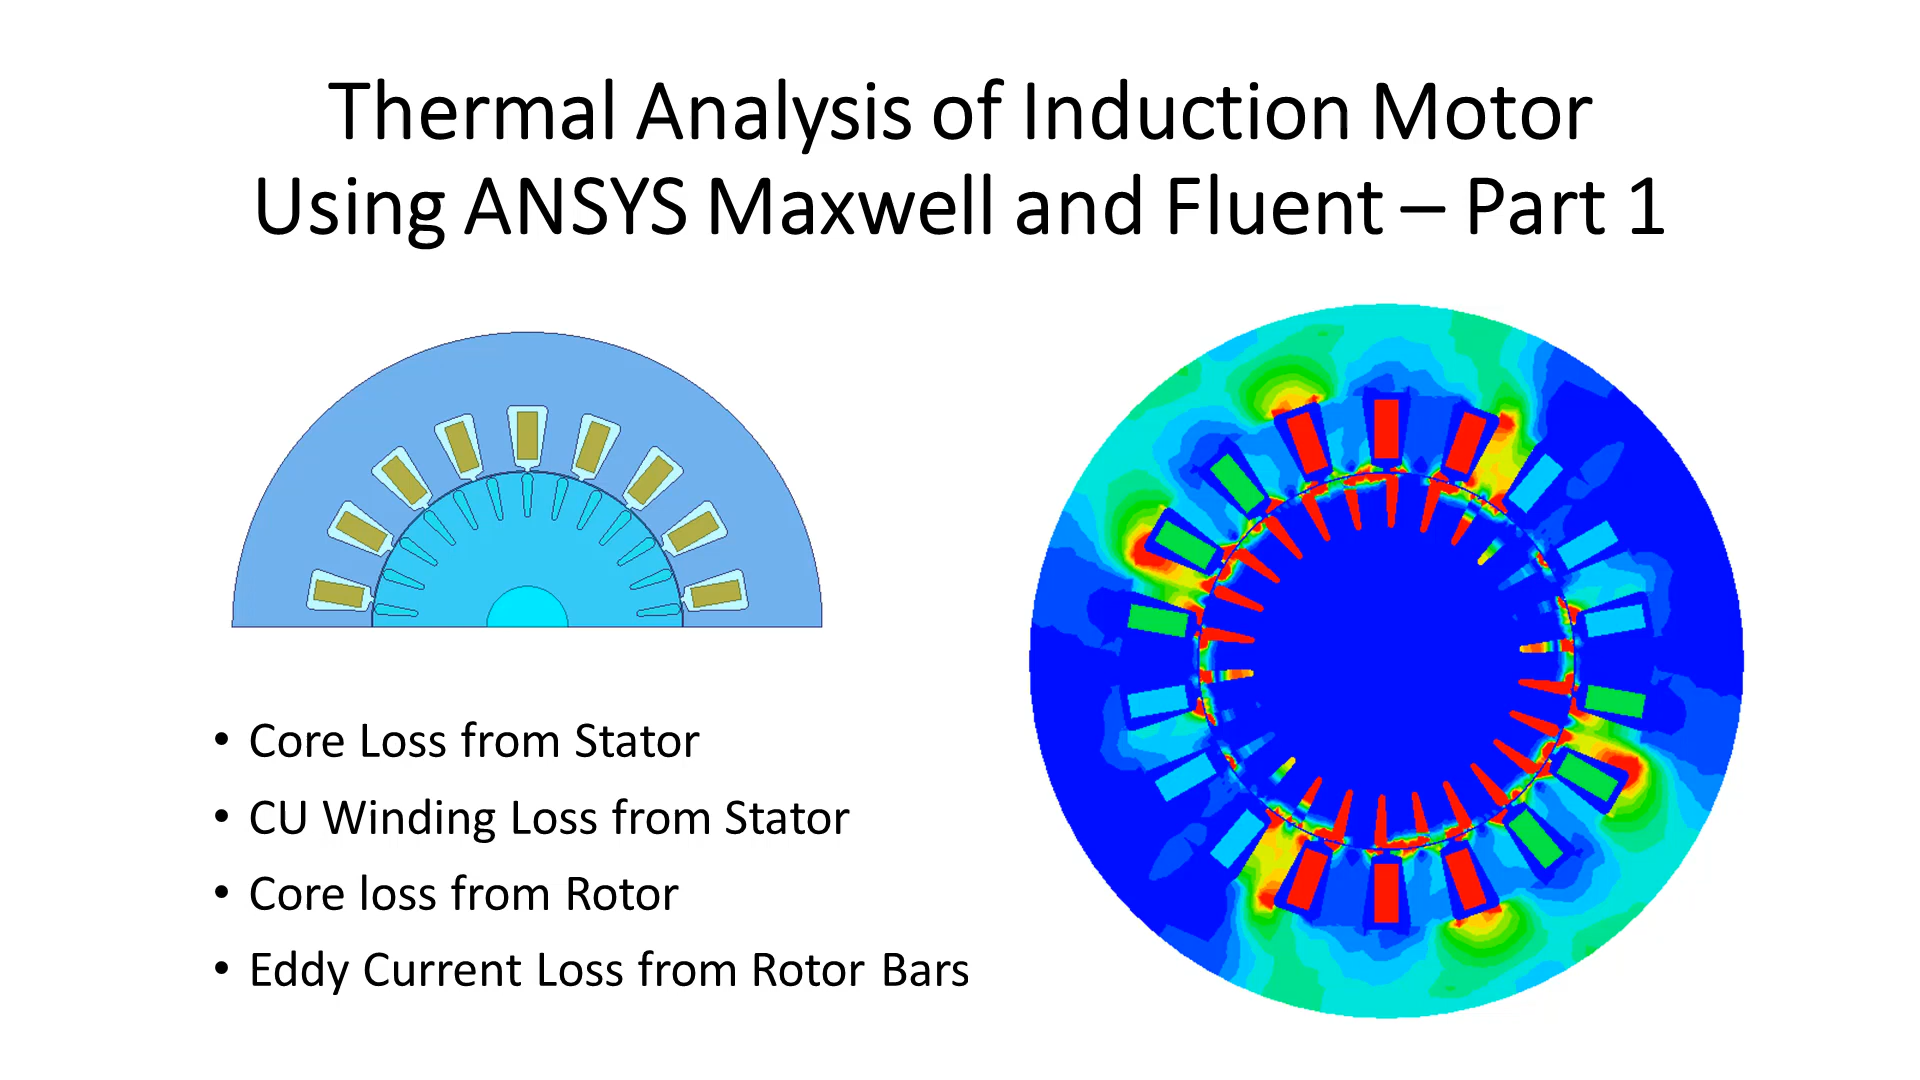 Thermal Analysis of Induction Motor
Using ANSYS Maxwell and Fluent – Part 1
• Core Loss from Stator
• CU Winding Loss from Stator
• Core loss from Rotor
• Eddy Current Loss from Rotor Bars